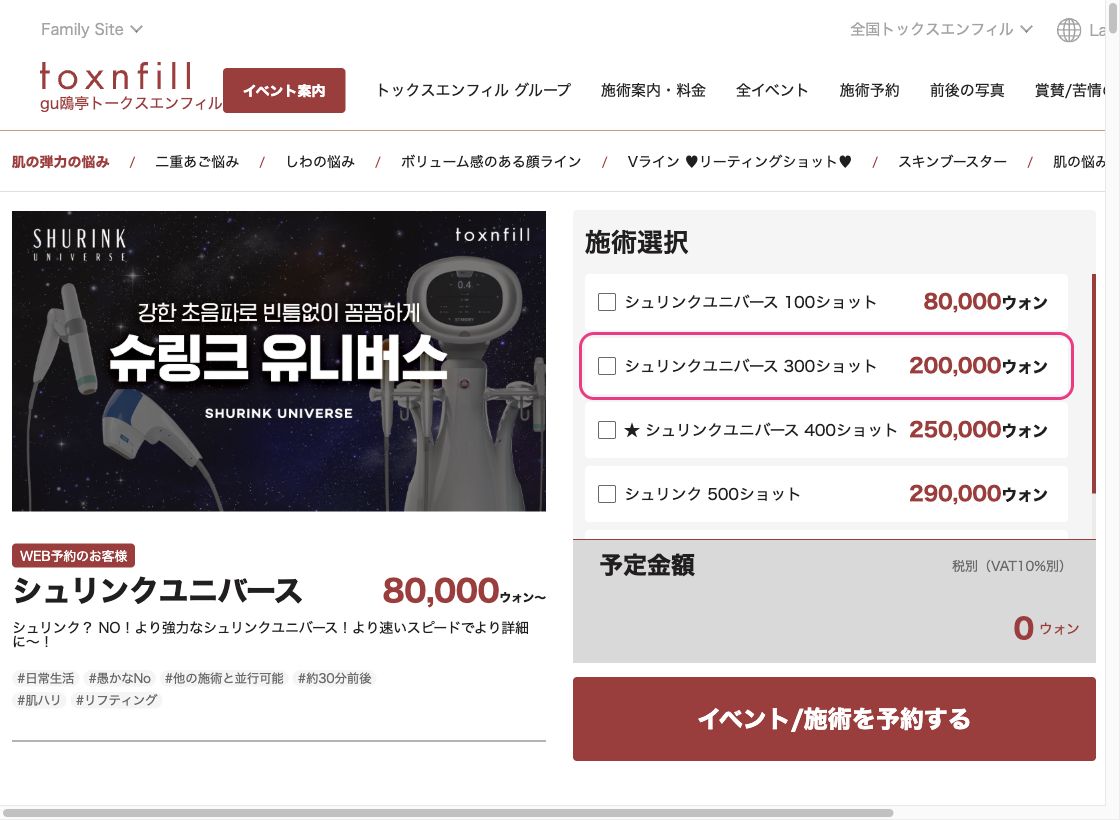 Family Site
全国トックスエンフィル
La
toxnfill
gu鴎亭トークスエンフィル
イベント案内
トックスエンフィル グループ
施術案内・料金
全イベント
施術予約
前後の写真
賞賛/苦情の
肌の弾力の悩み / 二重あご悩み / しわの悩み / ボリューム感のある顔ライン / Vライン ♥リーティングショット♥ / スキンブースター / 肌の悩み
SHURINK
UNIVERSE
toxnfill
0.4
STANDBY
강한 초음파로 빈틈없이 꼼꼼하게
슈링크 유니버스
SHURINK UNIVERSE
WEB予約のお客様
シュリンクユニバース 80,000ウォン~
シュリンク？ NO！より強力なシュリンクユニバース！より速いスピードでより詳細
に〜！
#日常生活 #愚かなNo #他の施術と並行可能 #約30分前後
#肌ハリ #リフティング
施術選択
シュリンクユニバース 100ショット 80,000ウォン
シュリンクユニバース 300ショット 200,000ウォン
★ シュリンクユニバース 400ショット 250,000ウォン
シュリンク 500ショット 290,000ウォン
予定金額 税別（VAT10%別）
0 ウォン
イベント/施術を予約する